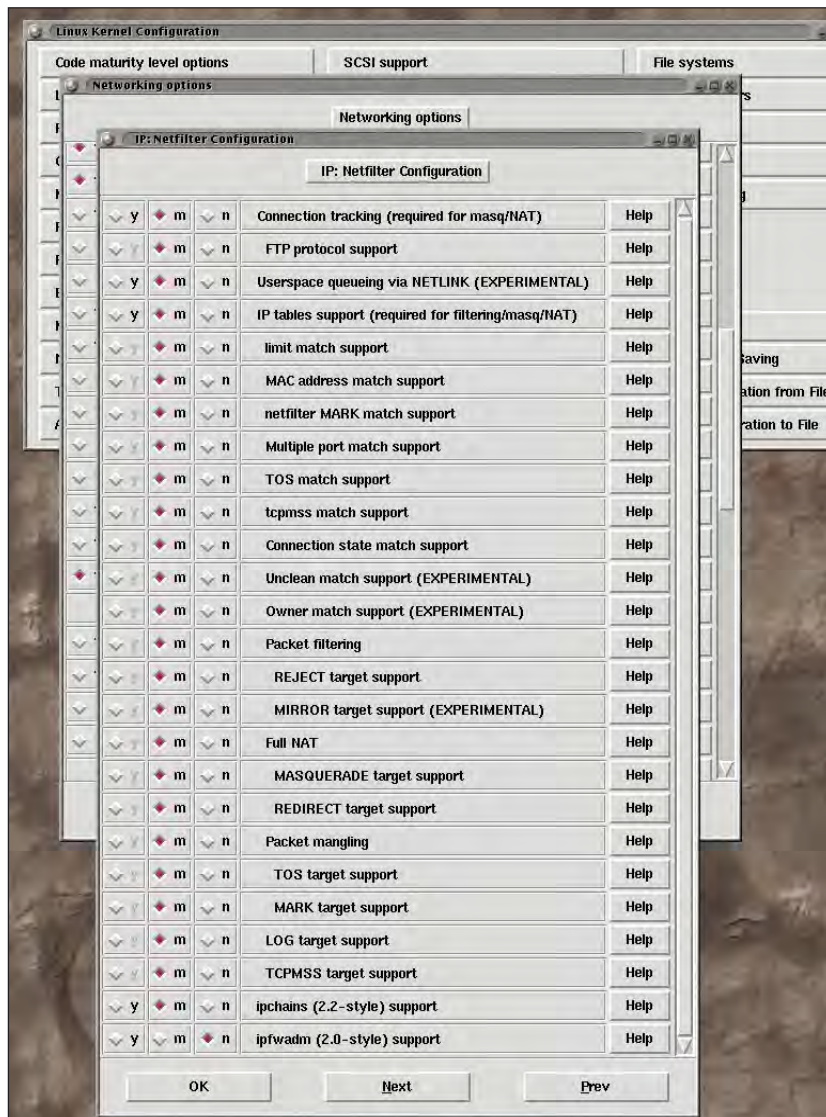 Linux Kernel Configuration
Code maturity level options
SCSI support
File systems
Networking options
Networking options
IP: Netfilter Configuration
IP: Netfilter Configuration
y m n Connection tracking (required for masq/NAT) Help
y m n FTP protocol support Help
y m n Userspace queueing via NETLINK (EXPERIMENTAL) Help
y m n IP tables support (required for filtering/masq/NAT) Help
y m n limit match support Help
y m n MAC address match support Help
y m n netfilter MARK match support Help
y m n Multiple port match support Help
y m n TOS match support Help
y m n tcpmss match support Help
y m n Connection state match support Help
y m n Unclean match support (EXPERIMENTAL) Help
y m n Owner match support (EXPERIMENTAL) Help
y m n Packet filtering Help
y m n REJECT target support Help
y m n MIRROR target support (EXPERIMENTAL) Help
y m n Full NAT Help
y m n MASQUERADE target support Help
y m n REDIRECT target support Help
y m n Packet mangling Help
y m n TOS target support Help
y m n MARK target support Help
y m n LOG target support Help
y m n TCPMSS target support Help
y m n ipchains (2.2-style) support Help
y m n ipfwadm (2.0-style) support Help
OK
Next
Prev
Saving
ation from File
ration to File